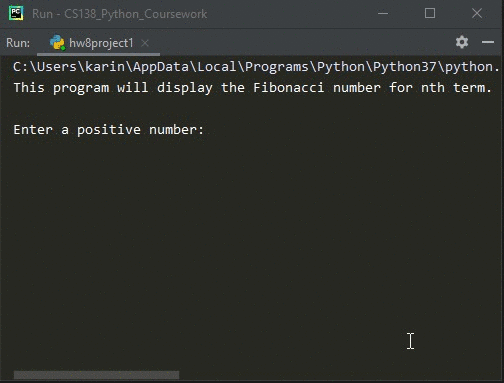 PC
Run - CS138_Python_Coursework
Run: hw8project1
C:\Users\karin\AppData\Local\Programs\Python\Python37\python.
This program will display the Fibonacci number for nth term.
Enter a positive number: